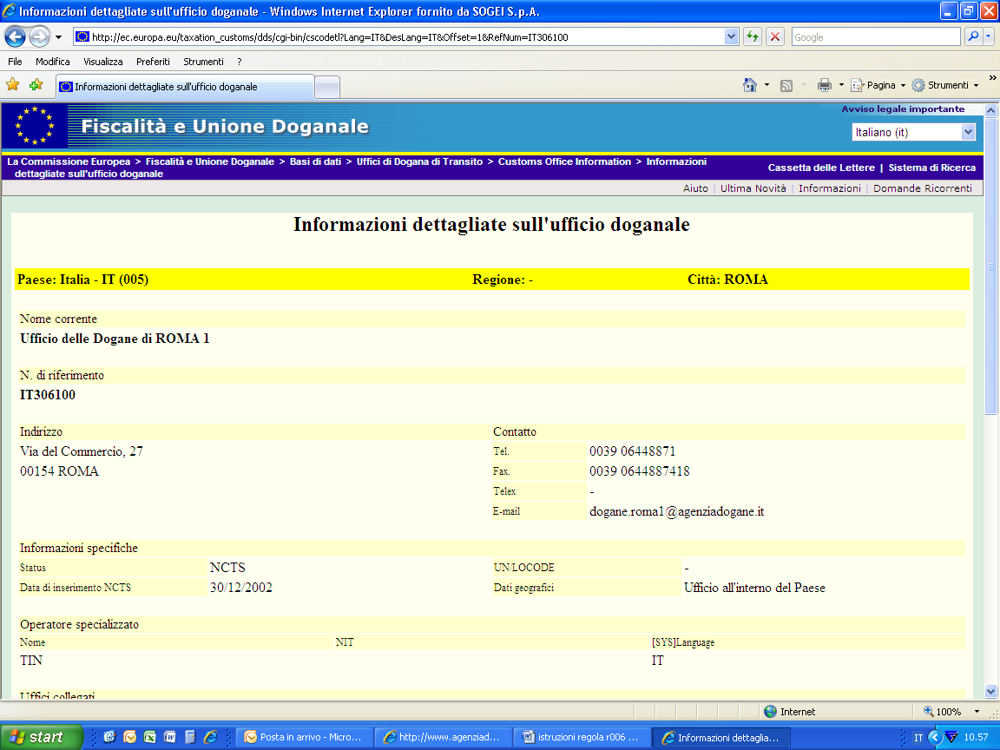 Informazioni dettagliate sull'ufficio doganale - Windows Internet Explorer fornito da SOGEI S.p.A.
http://ec.europa.eu/taxation_customs/dds/cgi-bin/cscodetl?Lang=IT&DesLang=IT&Offset=1&RefNum=IT306100
Google
File Modifica Visualizza Preferiti Strumenti ?
Informazioni dettagliate sull'ufficio doganale
Pagina Strumenti »
Avviso legale importante
Fiscalità e Unione Doganale
Italiano (it)
La Commissione Europea > Fiscalità e Unione Doganale > Basi di dati > Uffici di Dogana di Transito > Customs Office Information > Informazioni
dettagliate sull'ufficio doganale
Cassetta delle Lettere | Sistema di Ricerca
Aiuto | Ultima Novità | Informazioni | Domande Ricorrenti
Informazioni dettagliate sull'ufficio doganale
Paese: Italia - IT (005) Regione: - Città: ROMA
Nome corrente
Ufficio delle Dogane di ROMA 1
N. di riferimento
IT306100
Indirizzo Contatto
Via del Commercio, 27 Tel. 0039 06448871
00154 ROMA Fax. 0039 0644887418
Telex -
E-mail dogane.roma1@agenziadogane.it
Informazioni specifiche
Status NCTS UN/LOCODE -
Data di inserimento NCTS 30/12/2002 Dati geografici Ufficio all'interno del Paese
Operatore specializzato
Nome NIT [SYS]Language
TIN IT
Uffici collegati
Internet 100%
start Posta in arrivo - Micro... http://www.agenziad... istruzioni regola r006 ... Informazioni dettaglia... IT 10.57